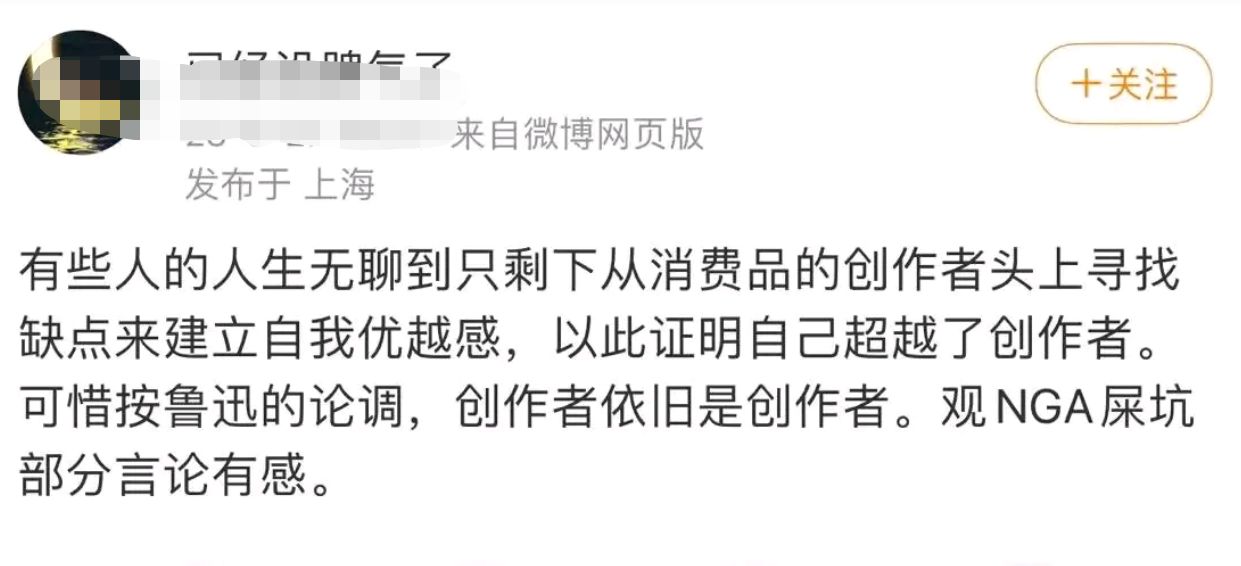 +关注
来自微博网页版
发布于 上海
有些人的人生无聊到只剩下从消费品的创作者头上寻找
缺点来建立自我优越感，以此证明自己超越了创作者。
可惜按鲁迅的论调，创作者依旧是创作者。观NGA屎坑
部分言论有感。